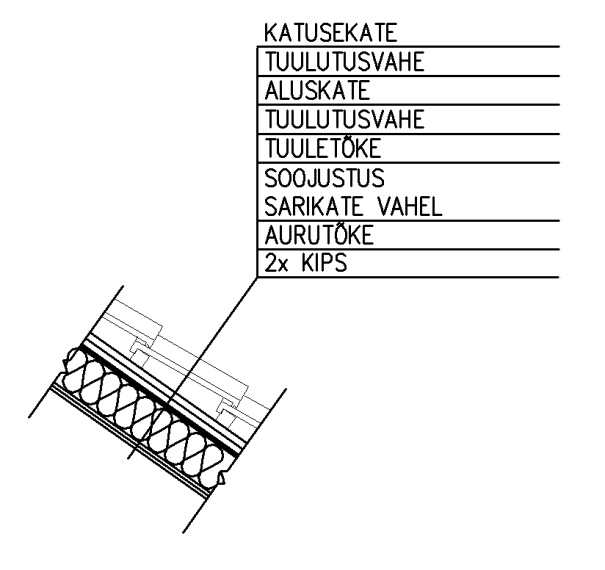 KATUSEKATE
TUULUTUSVAHE
ALUSKATE
TUULUTUSVAHE
TUULETÕKE
SOOJUSTUS
SARIKATE VAHEL
AURUTÕKE
2x KIPS